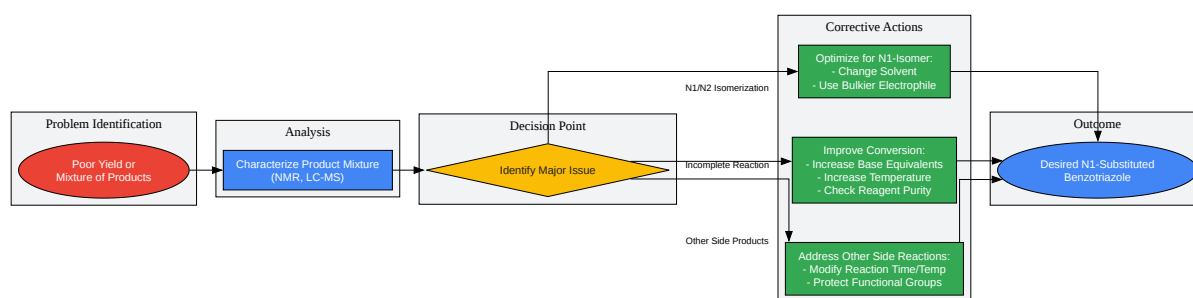 Problem Identification
Poor Yield or
Mixture of Products
Analysis
Characterize Product Mixture
(NMR, LC-MS)
Decision Point
Identify Major Issue
N1/N2 Isomerization
Incomplete Reaction
Other Side Products
Corrective Actions
Optimize for N1-Isomer:
- Change Solvent
- Use Bulkier Electrophile
Improve Conversion:
- Increase Base Equivalents
- Increase Temperature
- Check Reagent Purity
Address Other Side Reactions:
- Modify Reaction Time/Temp
- Protect Functional Groups
Outcome
Desired N1-Substituted
Benzotriazole